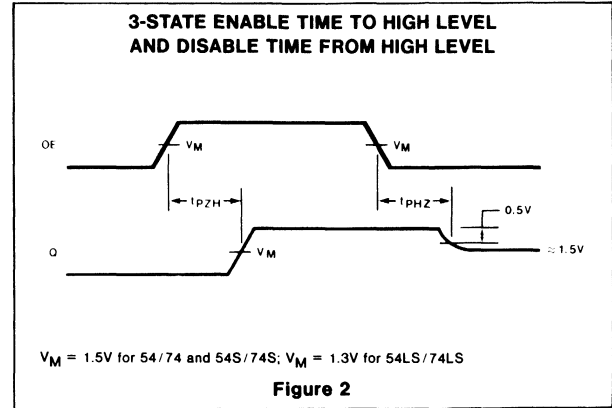 3-STATE ENABLE TIME TO HIGH LEVEL
AND DISABLE TIME FROM HIGH LEVEL
OE
VM
VM
tPZH
tPHZ
0.5V
Q
VM
≈1.5V
VM = 1.5V for 54/74 and 54S/74S; VM = 1.3V for 54LS/74LS
Figure 2